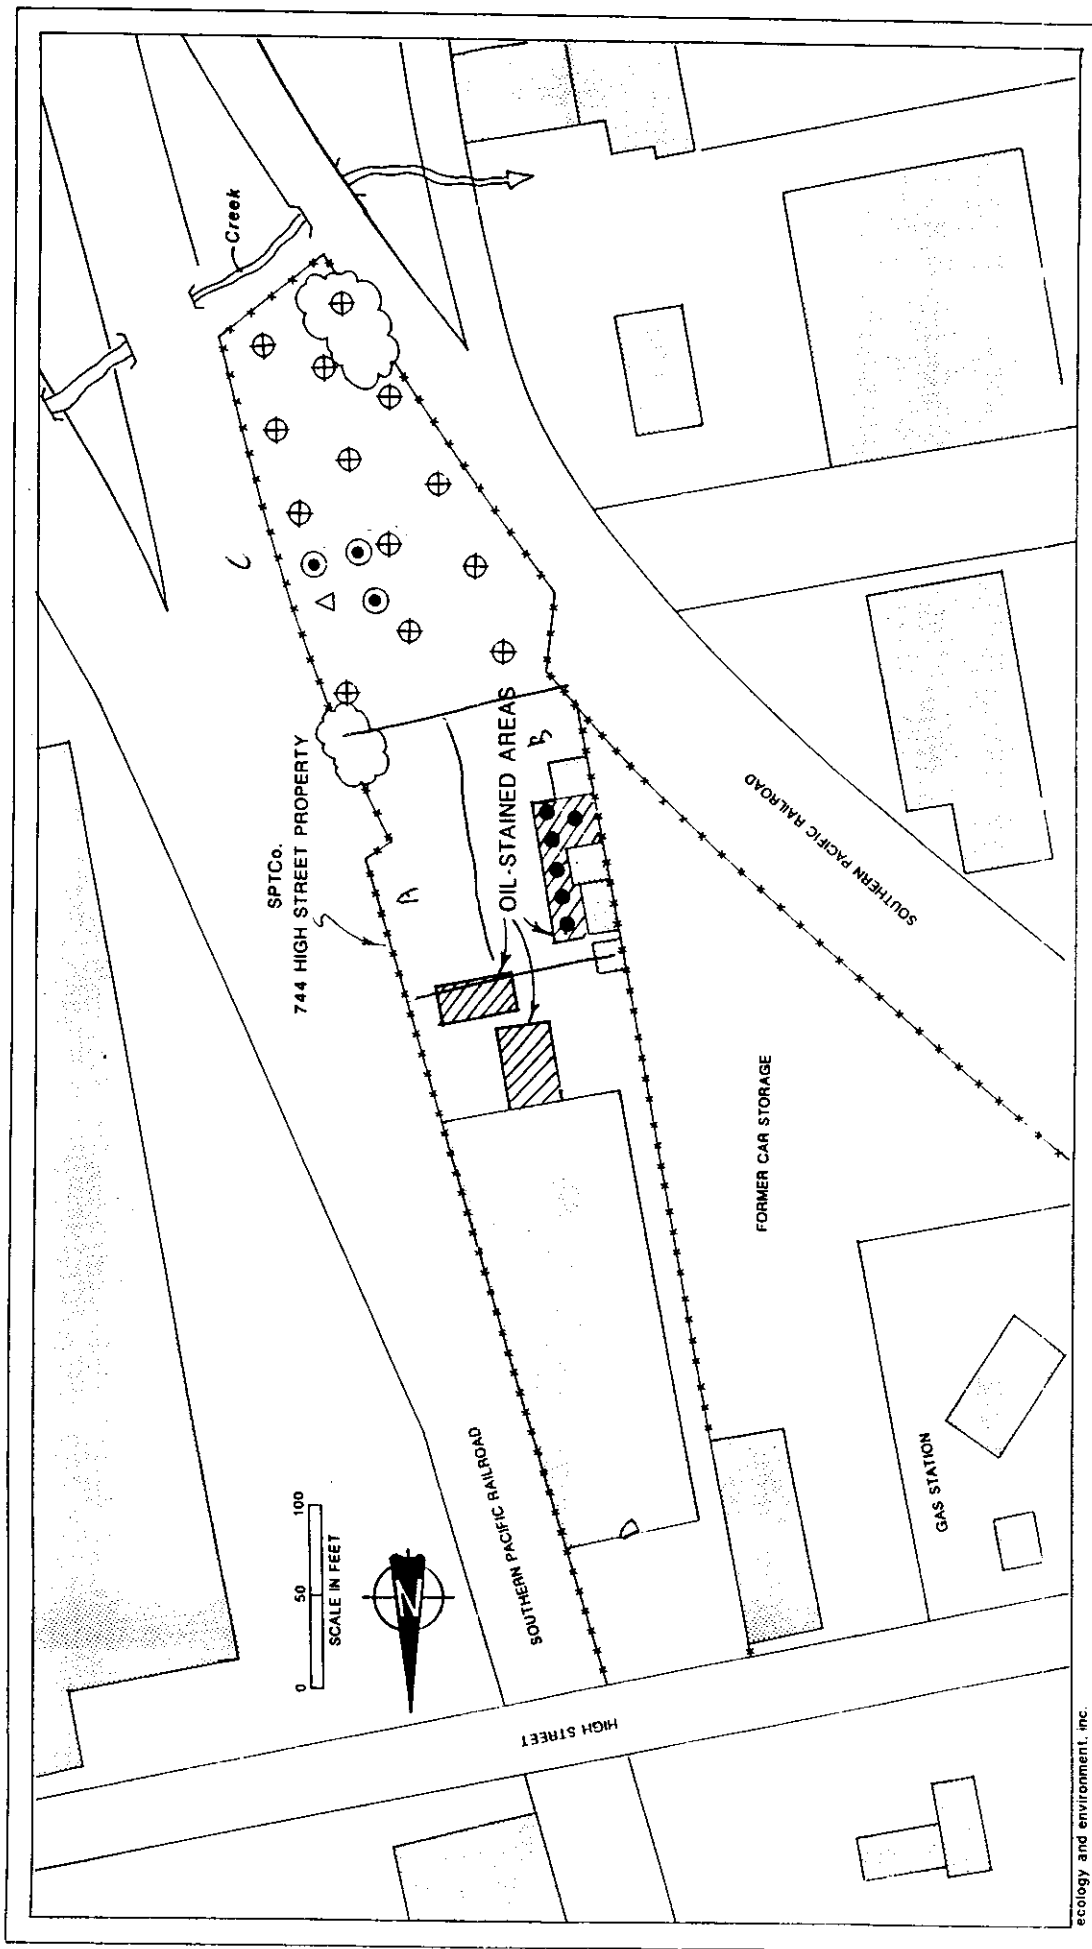 Creek
C
SPTCo.
744 HIGH STREET PROPERTY
A
OIL-STAINED AREAS
B
SOUTHERN PACIFIC RAILROAD
FORMER CAR STORAGE
0 50 100
SCALE IN FEET
N
SOUTHERN PACIFIC RAILROAD
D
GAS STATION
HIGH STREET
ecology and environment, inc.